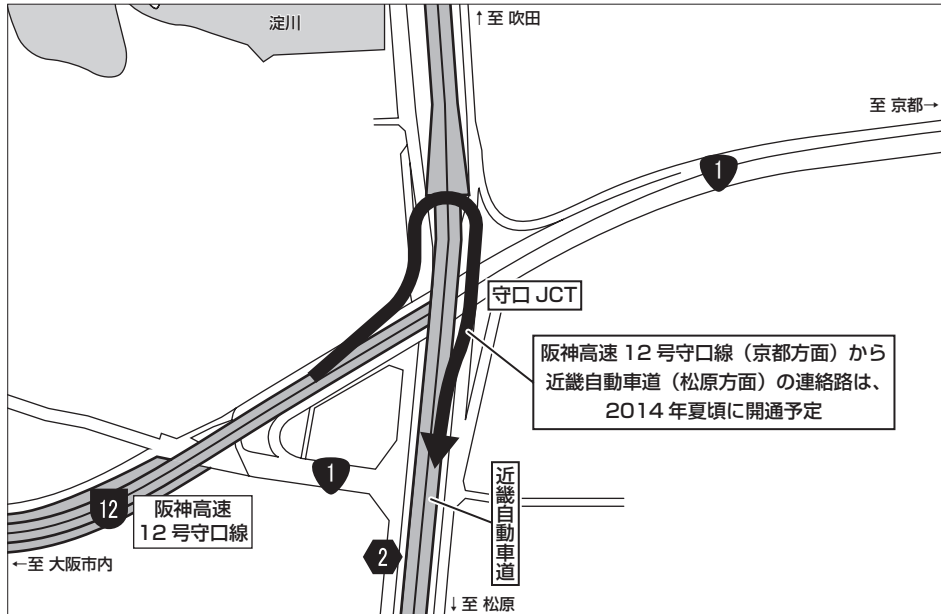 淀川
↑至 吹田
至 京都→
1
守口 JCT
阪神高速 12 号守口線（京都方面）から
近畿自動車道（松原方面）の連絡路は、
2014 年夏頃に開通予定
1
12
阪神高速
12 号守口線
近畿自動車道
2
←至 大阪市内
↓至 松原